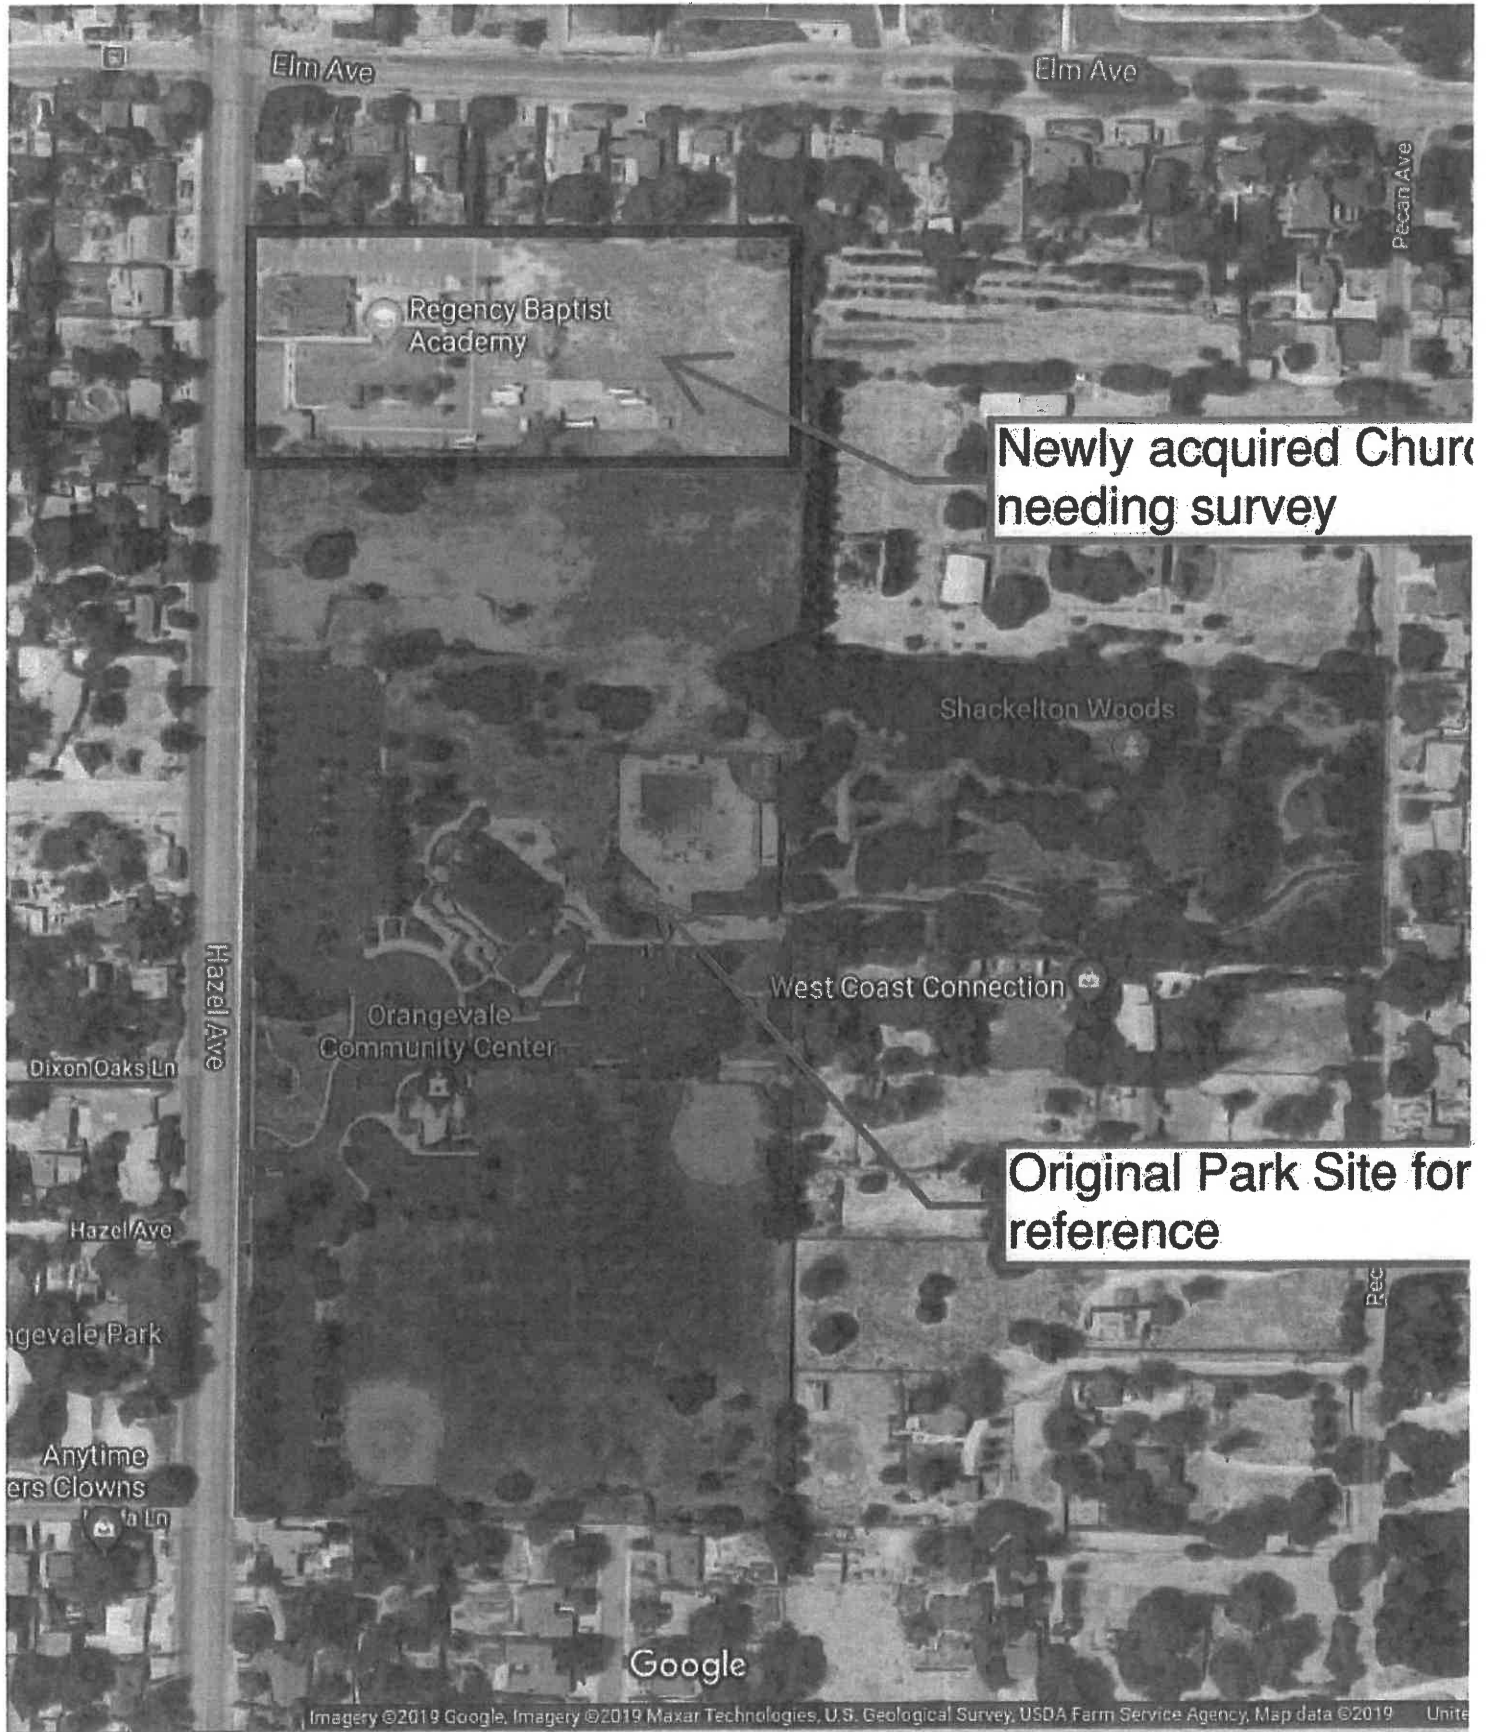 Elm Ave
Elm Ave
Pecan Ave
Regency Baptist
Academy
Newly acquired Churc
needing survey
Shackelton Woods
Hazel Ave
West Coast Connection
Orangevale
Community Center
Dixon Oaks Ln
Original Park Site for
reference
Hazel Ave
Pec
ngevale Park
Anytime
ers Clowns
a Ln
Google
Imagery ©2019 Google, Imagery ©2019 Maxar Technologies, U.S. Geological Survey, USDA Farm Service Agency, Map data ©2019 Unite